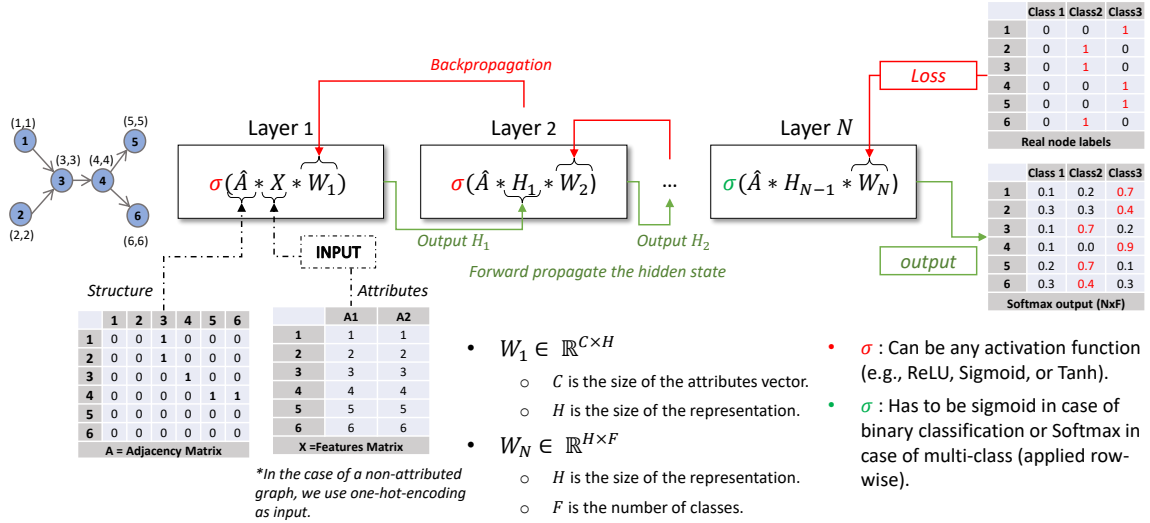 Class 1 Class2 Class3
1 0 0 1
2 0 1 0
3 0 1 0
4 0 0 1
5 0 0 1
6 0 1 0
Real node labels
Loss
Backpropagation
Layer 1
Layer 2
Layer N
(1,1)
(5,5)
1
5
(3,3)
(4,4)
3
4
2
6
(2,2)
(6,6)
σ(Â * X * W₁)
σ(Â * H₁ * W₂)
...
σ(Â * H_{N−1} * W_N)
Output H₁
Output H₂
output
INPUT
Forward propagate the hidden state
Class 1 Class2 Class3
1 0.1 0.2 0.7
2 0.3 0.3 0.4
3 0.1 0.7 0.2
4 0.1 0.0 0.9
5 0.2 0.7 0.1
6 0.3 0.4 0.3
Softmax output (NxF)
Structure
Attributes
1 2 3 4 5 6
1 0 0 1 0 0 0
2 0 0 1 0 0 0
3 0 0 0 1 0 0
4 0 0 0 0 1 1
5 0 0 0 0 0 0
6 0 0 0 0 0 0
A = Adjacency Matrix
A1 A2
1 1 1
2 2 2
3 3 3
4 4 4
5 5 5
6 6 6
X =Features Matrix
*In the case of a non-attributed
graph, we use one-hot-encoding
as input.
• W₁ ∈ ℝ^{C×H}
o C is the size of the attributes vector.
o H is the size of the representation.
• W_N ∈ ℝ^{H×F}
o H is the size of the representation.
o F is the number of classes.
• σ : Can be any activation function
(e.g., ReLU, Sigmoid, or Tanh).
• σ : Has to be sigmoid in case of
binary classification or Softmax in
case of multi-class (applied row-
wise).